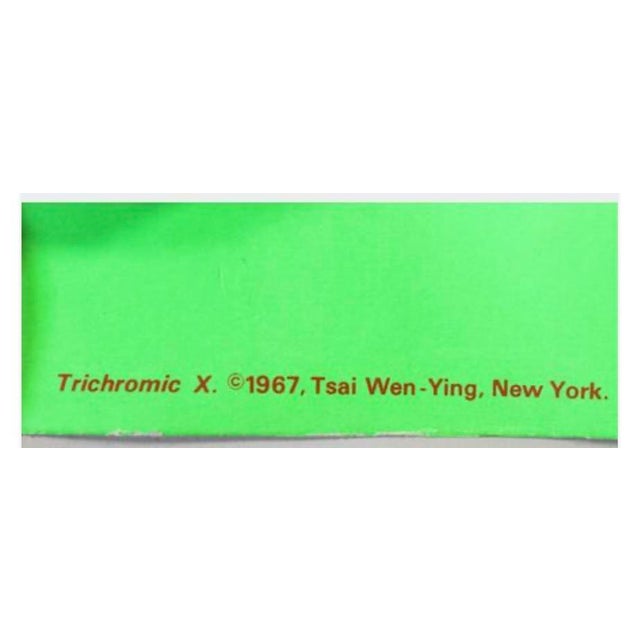 Trichromic X. ©1967, Tsai Wen-Ying, New York.